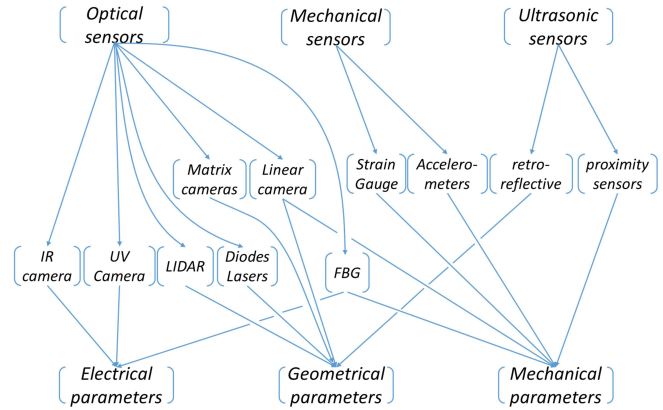 Optical
sensors
Mechanical
sensors
Ultrasonic
sensors
Matrix
cameras
Linear
camera
Strain
Gauge
Accelero-
meters
retro-
reflective
proximity
sensors
IR
camera
UV
Camera
LIDAR
Diodes
Lasers
FBG
Electrical
parameters
Geometrical
parameters
Mechanical
parameters